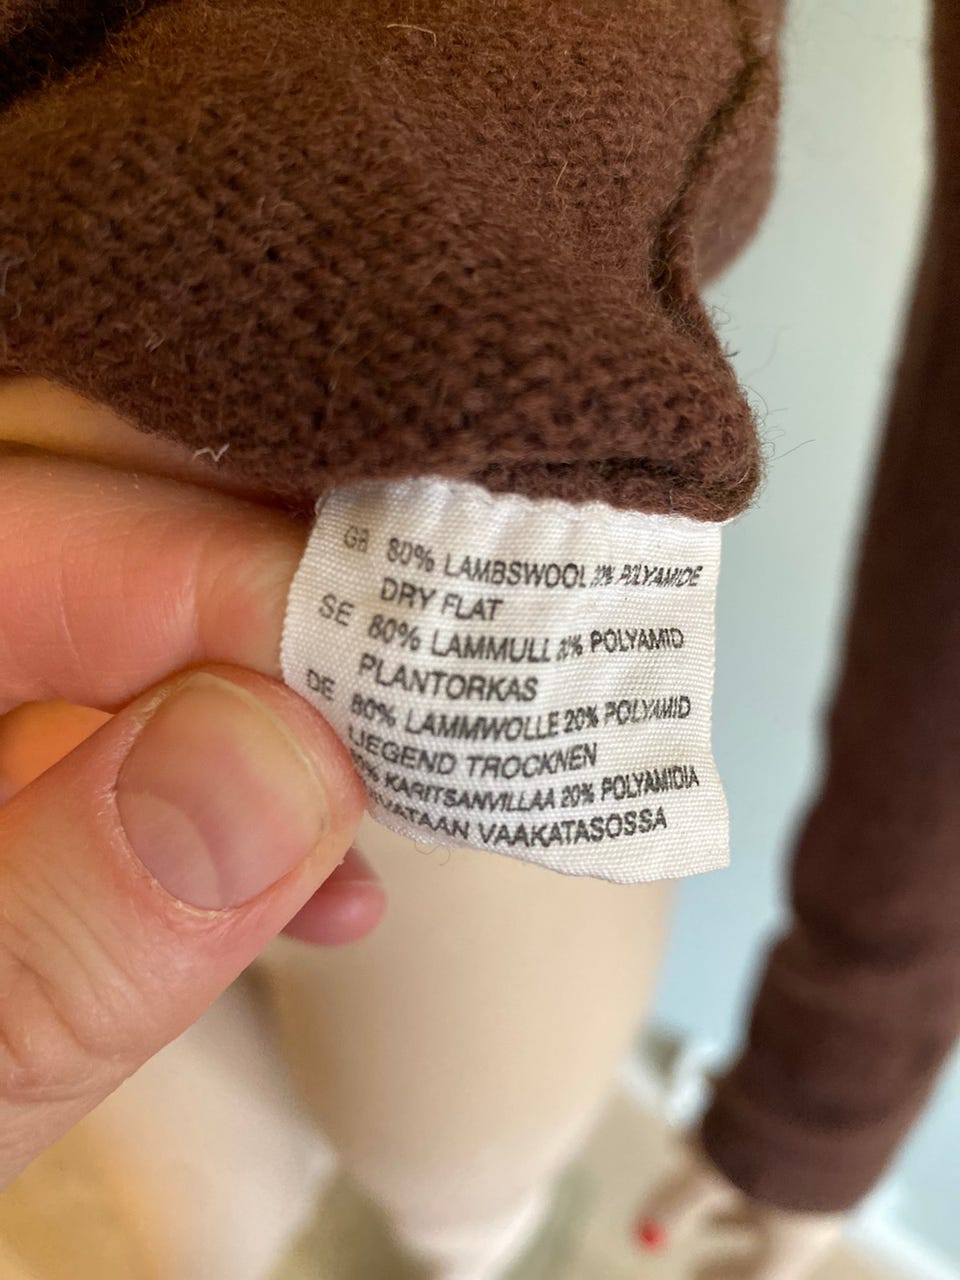 GB 80% LAMBSWOOL 20% POLYAMIDE
DRY FLAT
SE 80% LAMMULL 20% POLYAMID
PLANTORKAS
DE 80% LAMMWOLLE 20% POLYAMID
LIEGEND TROCKNEN
% KARITSANVILLAA 20% POLYAMIDIA
VAAKATASOSSA